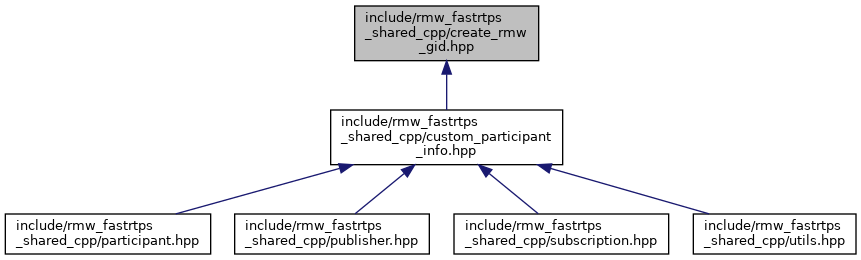 include/rmw_fastrtps
_shared_cpp/create_rmw
_gid.hpp
include/rmw_fastrtps
_shared_cpp/custom_participant
_info.hpp
include/rmw_fastrtps
_shared_cpp/participant.hpp
include/rmw_fastrtps
_shared_cpp/publisher.hpp
include/rmw_fastrtps
_shared_cpp/subscription.hpp
include/rmw_fastrtps
_shared_cpp/utils.hpp